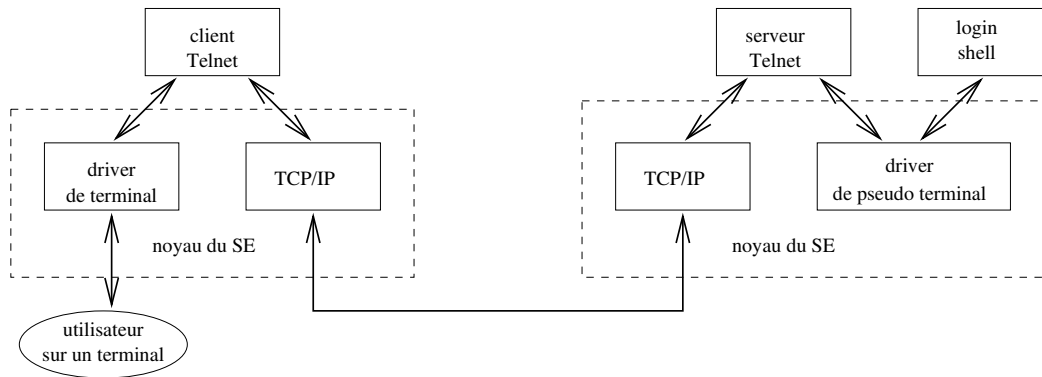 client
Telnet
serveur
Telnet
login
shell
driver
de terminal
TCP/IP
TCP/IP
driver
de pseudo terminal
noyau du SE
noyau du SE
utilisateur
sur un terminal